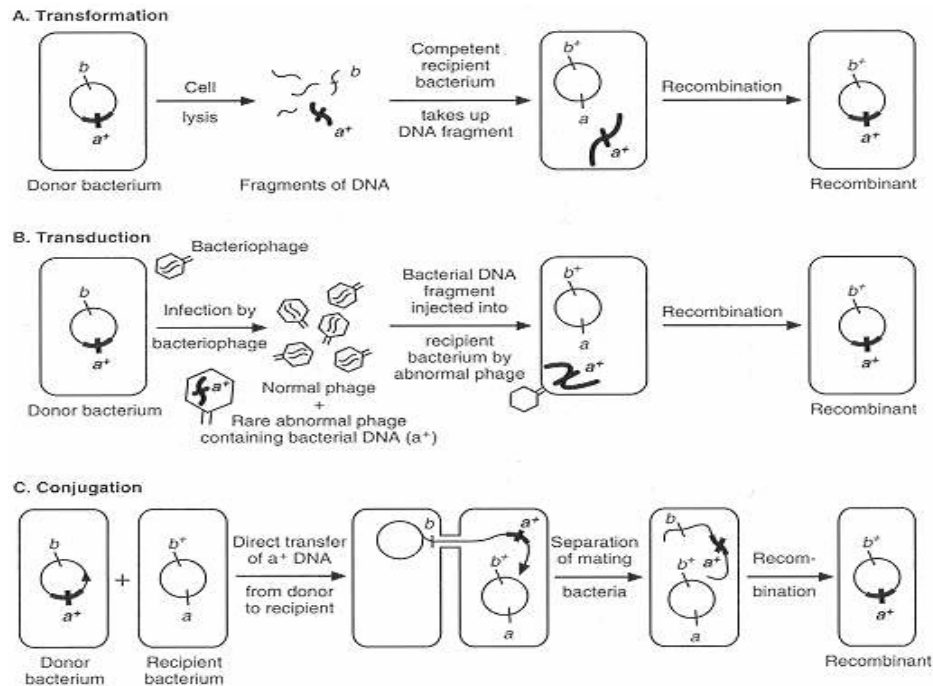 A. Transformation
b
a+
Donor bacterium
Cell
lysis
b
a+
Fragments of DNA
Competent
recipient
bacterium
takes up
DNA fragment
b+
a
a+
Recombination
b+
a+
Recombinant
B. Transduction
b
a+
Donor bacterium
Bacteriophage
Infection by
bacteriophage
a+
Normal phage
+
Rare abnormal phage
containing bacterial DNA (a+)
Bacterial DNA
fragment
injected into
recipient
bacterium by
abnormal phage
b+
a
a+
Recombination
b+
a+
Recombinant
C. Conjugation
b
a+
Donor
bacterium
+
b+
a
Recipient
bacterium
Direct transfer
of a+ DNA
from donor
to recipient
b
a+
b+
a
Separation
of mating
bacteria
b
b+ a+
a
Recom-
bination
b+
a+
Recombinant